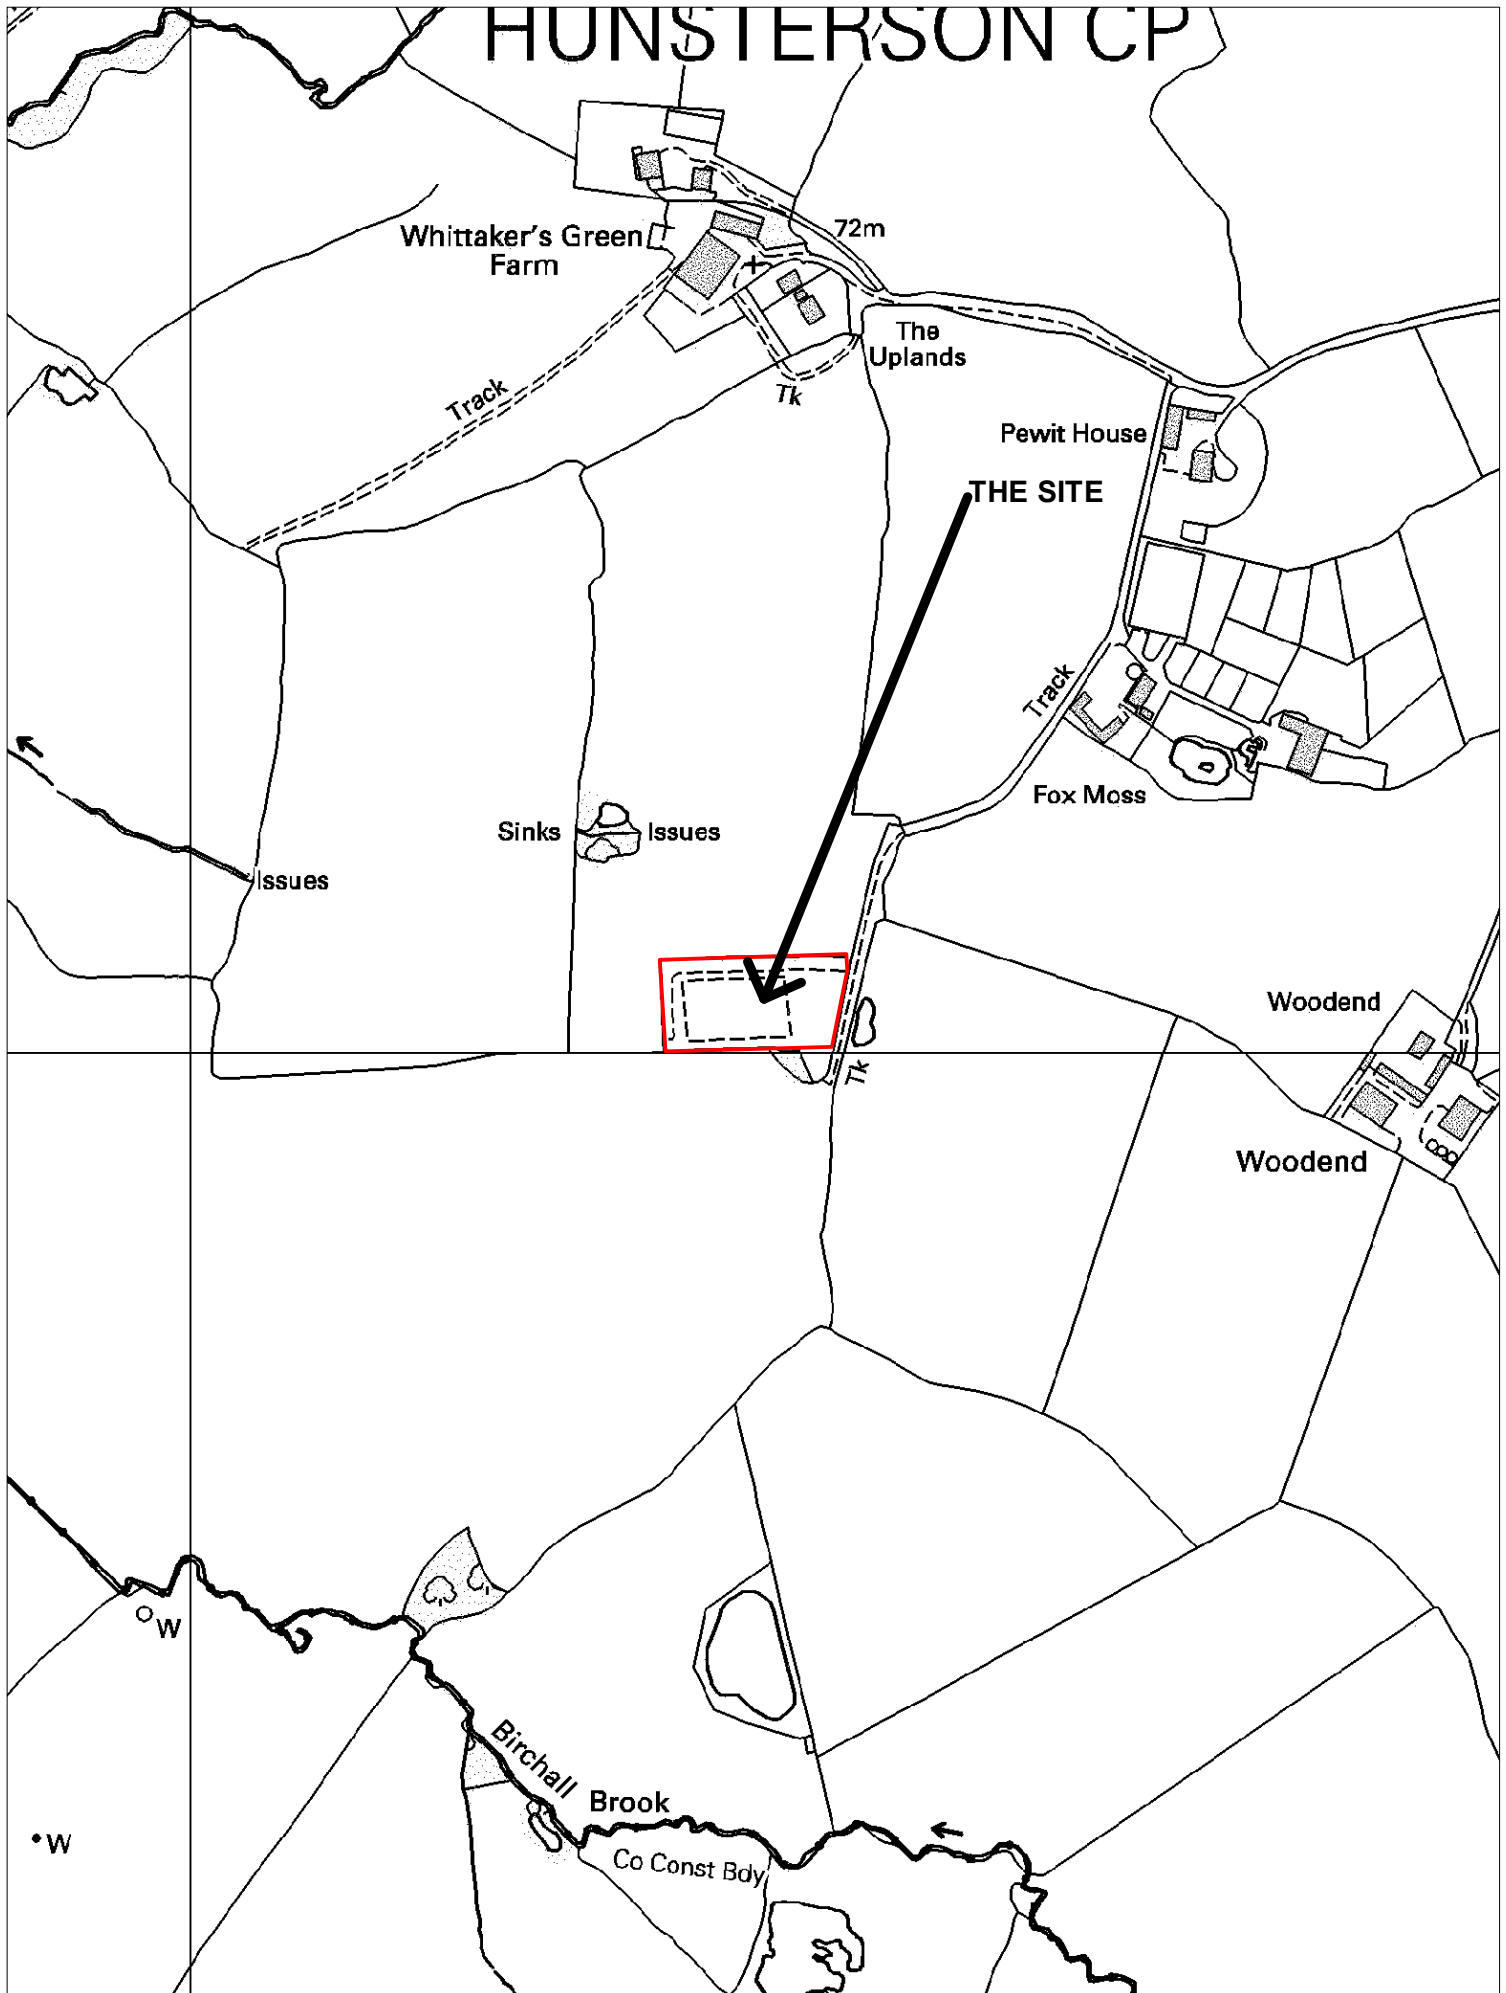 HUNSTERSON CP
72m
Whittaker's Green
Farm
The
Uplands
Tk
Track
Pewit House
THE SITE
Track
Fox Moss
Sinks
Issues
Issues
Woodend
Tk
Woodend
W
Birchall
Brook
W
Co Const Bdy